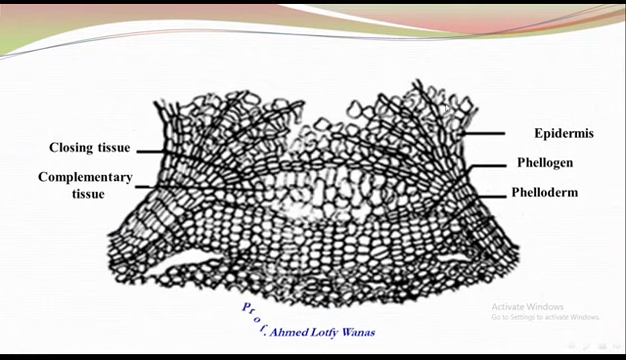 Epidermis
Closing tissue
Phellogen
Complementary
tissue
Phelloderm
Prof. Ahmed Lotfy Wanas
Activate Windows
Go to Settings to activate Windows.